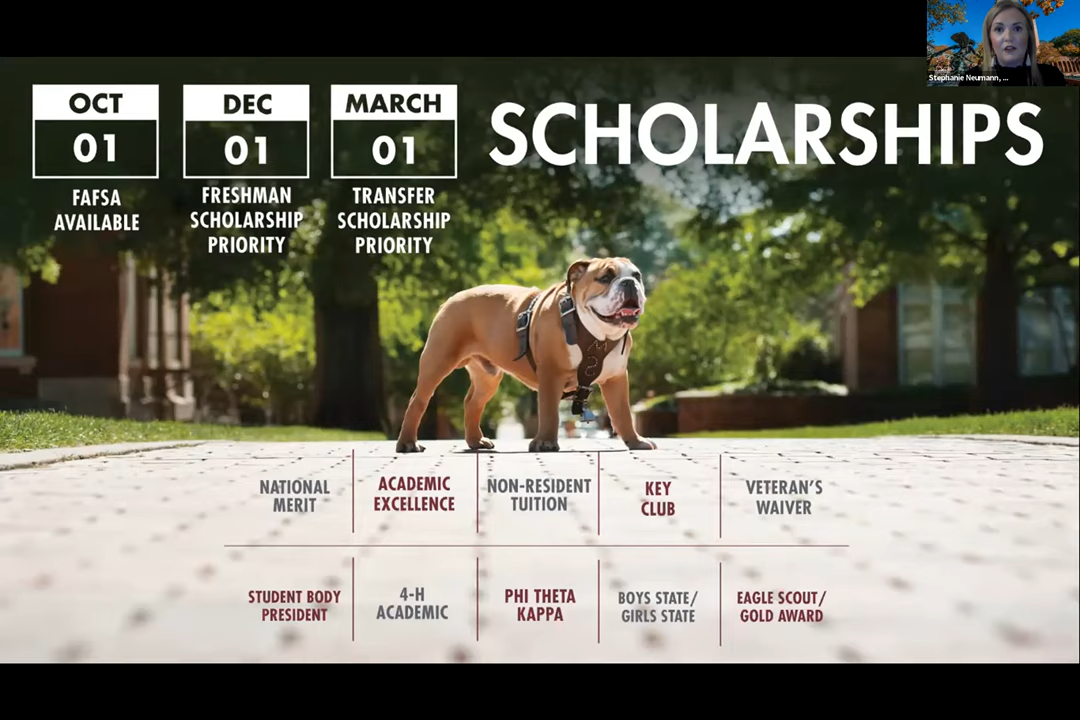 Stephanie Neumann, ...
OCT
01
FAFSA
AVAILABLE
DEC
01
FRESHMAN
SCHOLARSHIP
PRIORITY
MARCH
01
TRANSFER
SCHOLARSHIP
PRIORITY
SCHOLARSHIPS
NATIONAL
MERIT
ACADEMIC
EXCELLENCE
NON-RESIDENT
TUITION
KEY
CLUB
VETERAN'S
WAIVER
STUDENT BODY
PRESIDENT
4-H
ACADEMIC
PHI THETA
KAPPA
BOYS STATE/
GIRLS STATE
EAGLE SCOUT/
GOLD AWARD